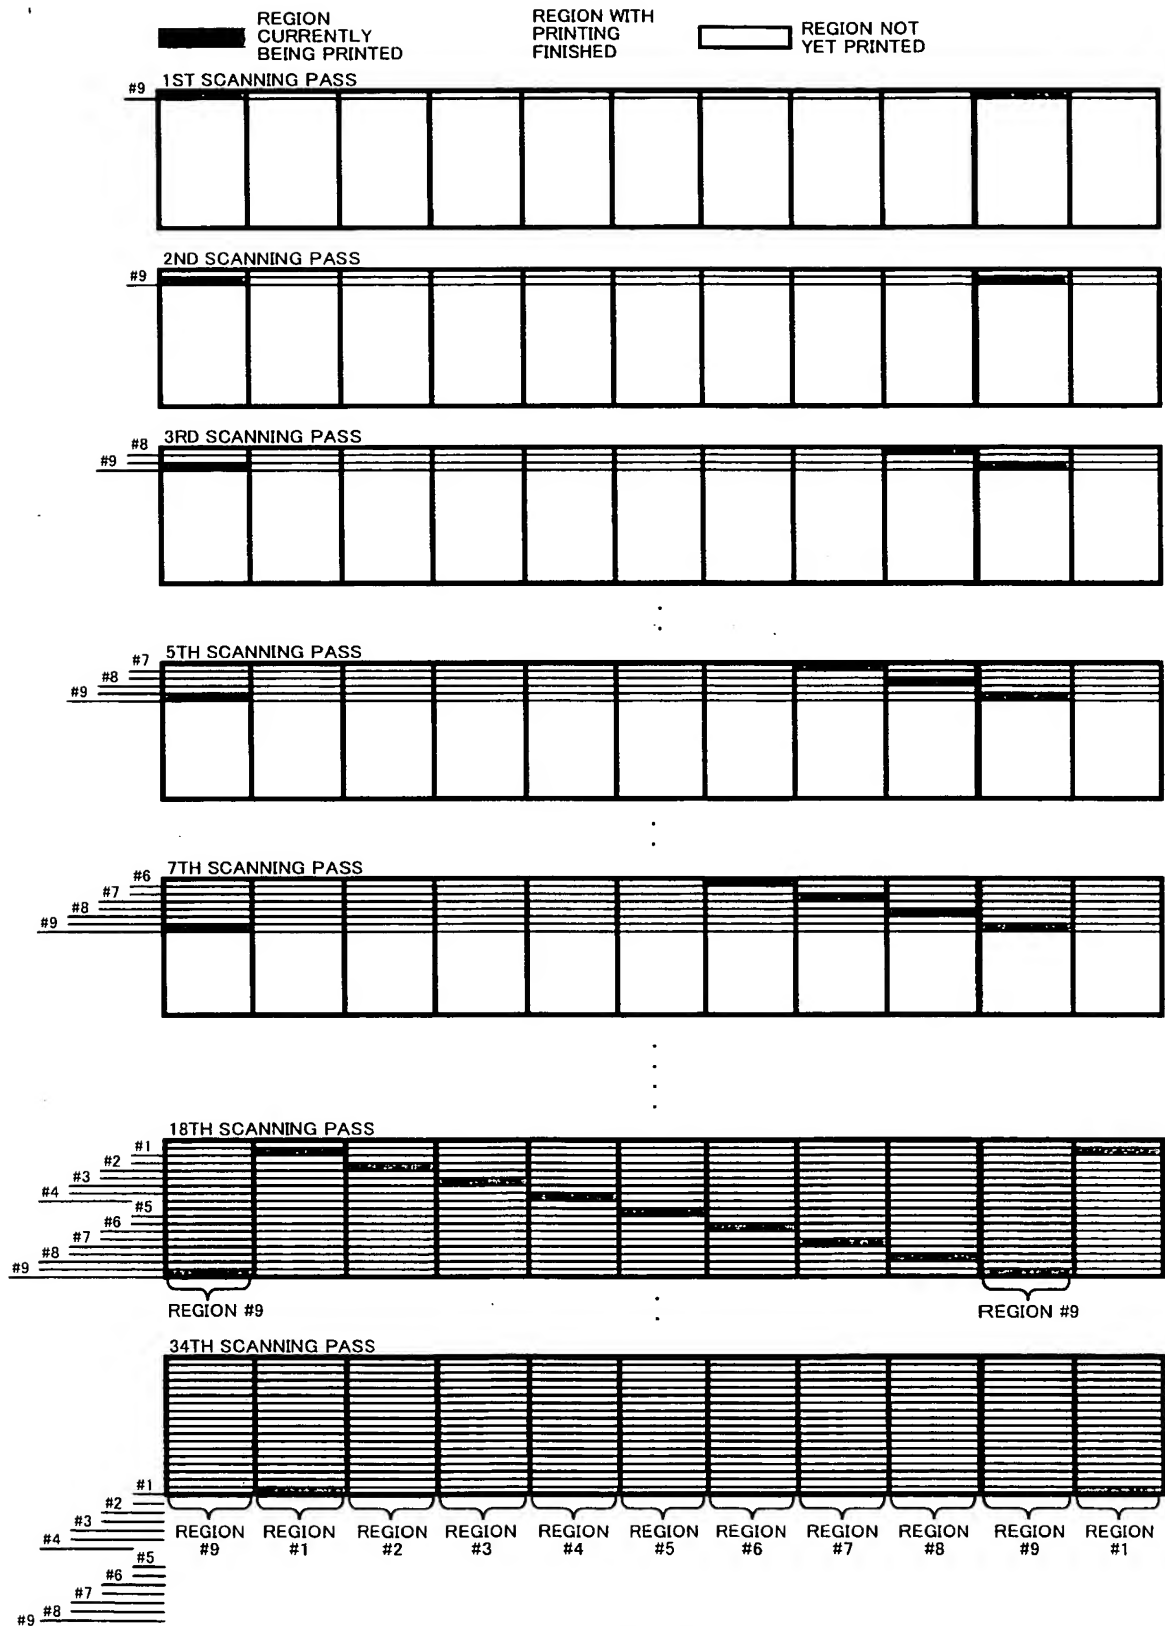 REGION
CURRENTLY
BEING PRINTED
REGION WITH
PRINTING
FINISHED
REGION NOT
YET PRINTED
1ST SCANNING PASS
#9
2ND SCANNING PASS
#9
3RD SCANNING PASS
#8
#9
5TH SCANNING PASS
#7
#8
#9
7TH SCANNING PASS
#6
#7
#8
#9
18TH SCANNING PASS
#1
#2
#3
#4
#5
#6
#7
#8
#9
REGION #9
REGION #9
34TH SCANNING PASS
#1
#2
#3
#4
#5
#6
#7
#8
#9
REGION
#9
REGION
#1
REGION
#2
REGION
#3
REGION
#4
REGION
#5
REGION
#6
REGION
#7
REGION
#8
REGION
#9
REGION
#1